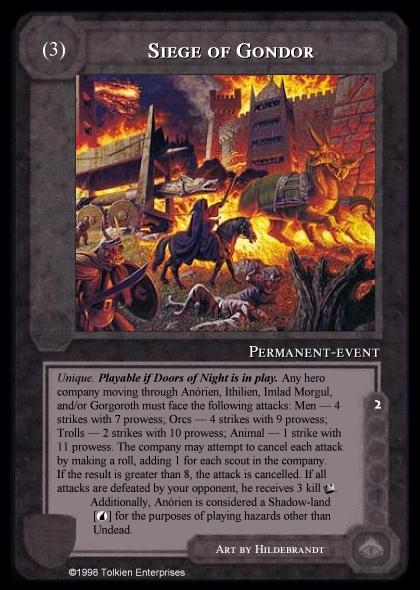 (3)
SIEGE OF GONDOR
PERMANENT-EVENT
Unique. Playable if Doors of Night is in play. Any hero
company moving through Anórien, Ithilien, Imlad Morgul,
and/or Gorgoroth must face the following attacks: Men — 4
strikes with 7 prowess; Orcs — 4 strikes with 9 prowess;
Trolls — 2 strikes with 10 prowess; Animal — 1 strike with
11 prowess. The company may attempt to cancel each attack
by making a roll, adding 1 for each scout in the company.
If the result is greater than 8, the attack is cancelled. If all
attacks are defeated by your opponent, he receives 3 kill
Additionally, Anórien is considered a Shadow-land
[ ] for the purposes of playing hazards other than
Undead.
2
ART BY HILDEBRANDT
©1998 Tolkien Enterprises